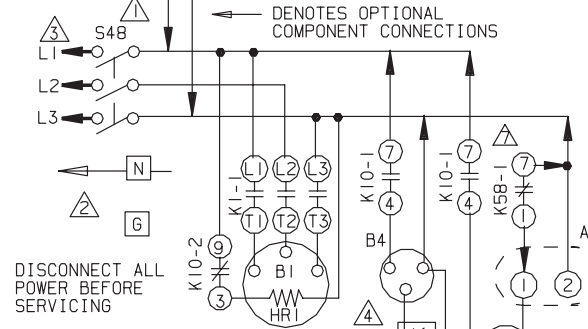 DENOTES OPTIONAL
COMPONENT CONNECTIONS
1
3
S48
L1
L2
L3
N
2
G
7
7
7
K10-1
K10-1
K58-1
4
4
1
L1 L2 L3
K1-1
T1 T2 T3
K10-2
9
3
B1
HR1
B4
4
A
1
2
DISCONNECT ALL
POWER BEFORE
SERVICING